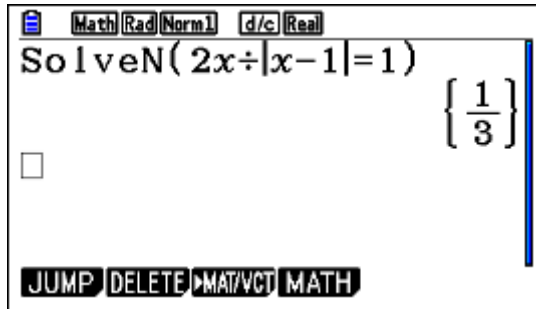 Math Rad Norm1 d/c Real
SolveN(2x÷|x−1|=1)
{1/3}
JUMP DELETE ▶MAT/VCT MATH